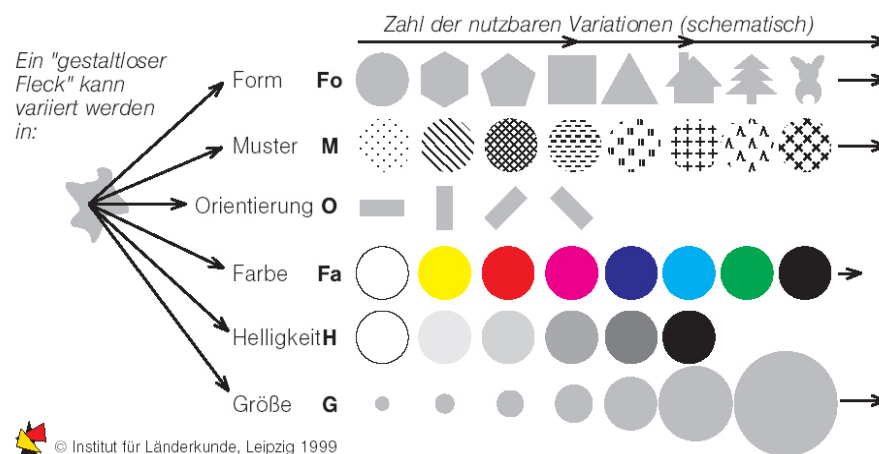 Zahl der nutzbaren Variationen (schematisch)
Ein "gestaltloser
Fleck" kann
variiert werden
in:
Form Fo
Muster M
Orientierung O
Farbe Fa
Helligkeit H
Größe G
© Institut für Länderkunde, Leipzig 1999